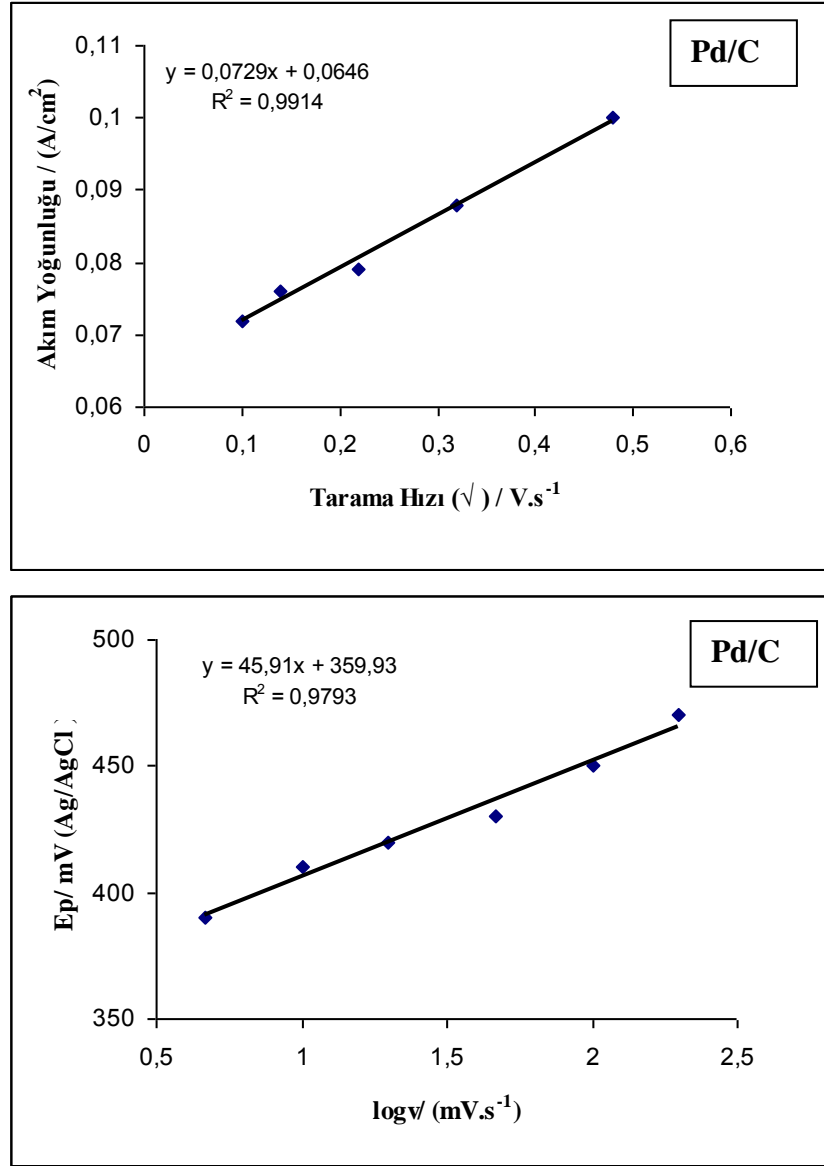 Pd/C
y = 0,0729x + 0,0646
R² = 0,9914
Akım Yoğunluğu / (A/cm²)
0,11
0,1
0,09
0,08
0,07
0,06
0 0,1 0,2 0,3 0,4 0,5 0,6
Tarama Hızı (√ ) / V.s⁻¹
Pd/C
y = 45,91x + 359,93
R² = 0,9793
Ep/ mV (Ag/AgCl )
500
450
400
350
0,5 1 1,5 2 2,5
logv/ (mV.s⁻¹)